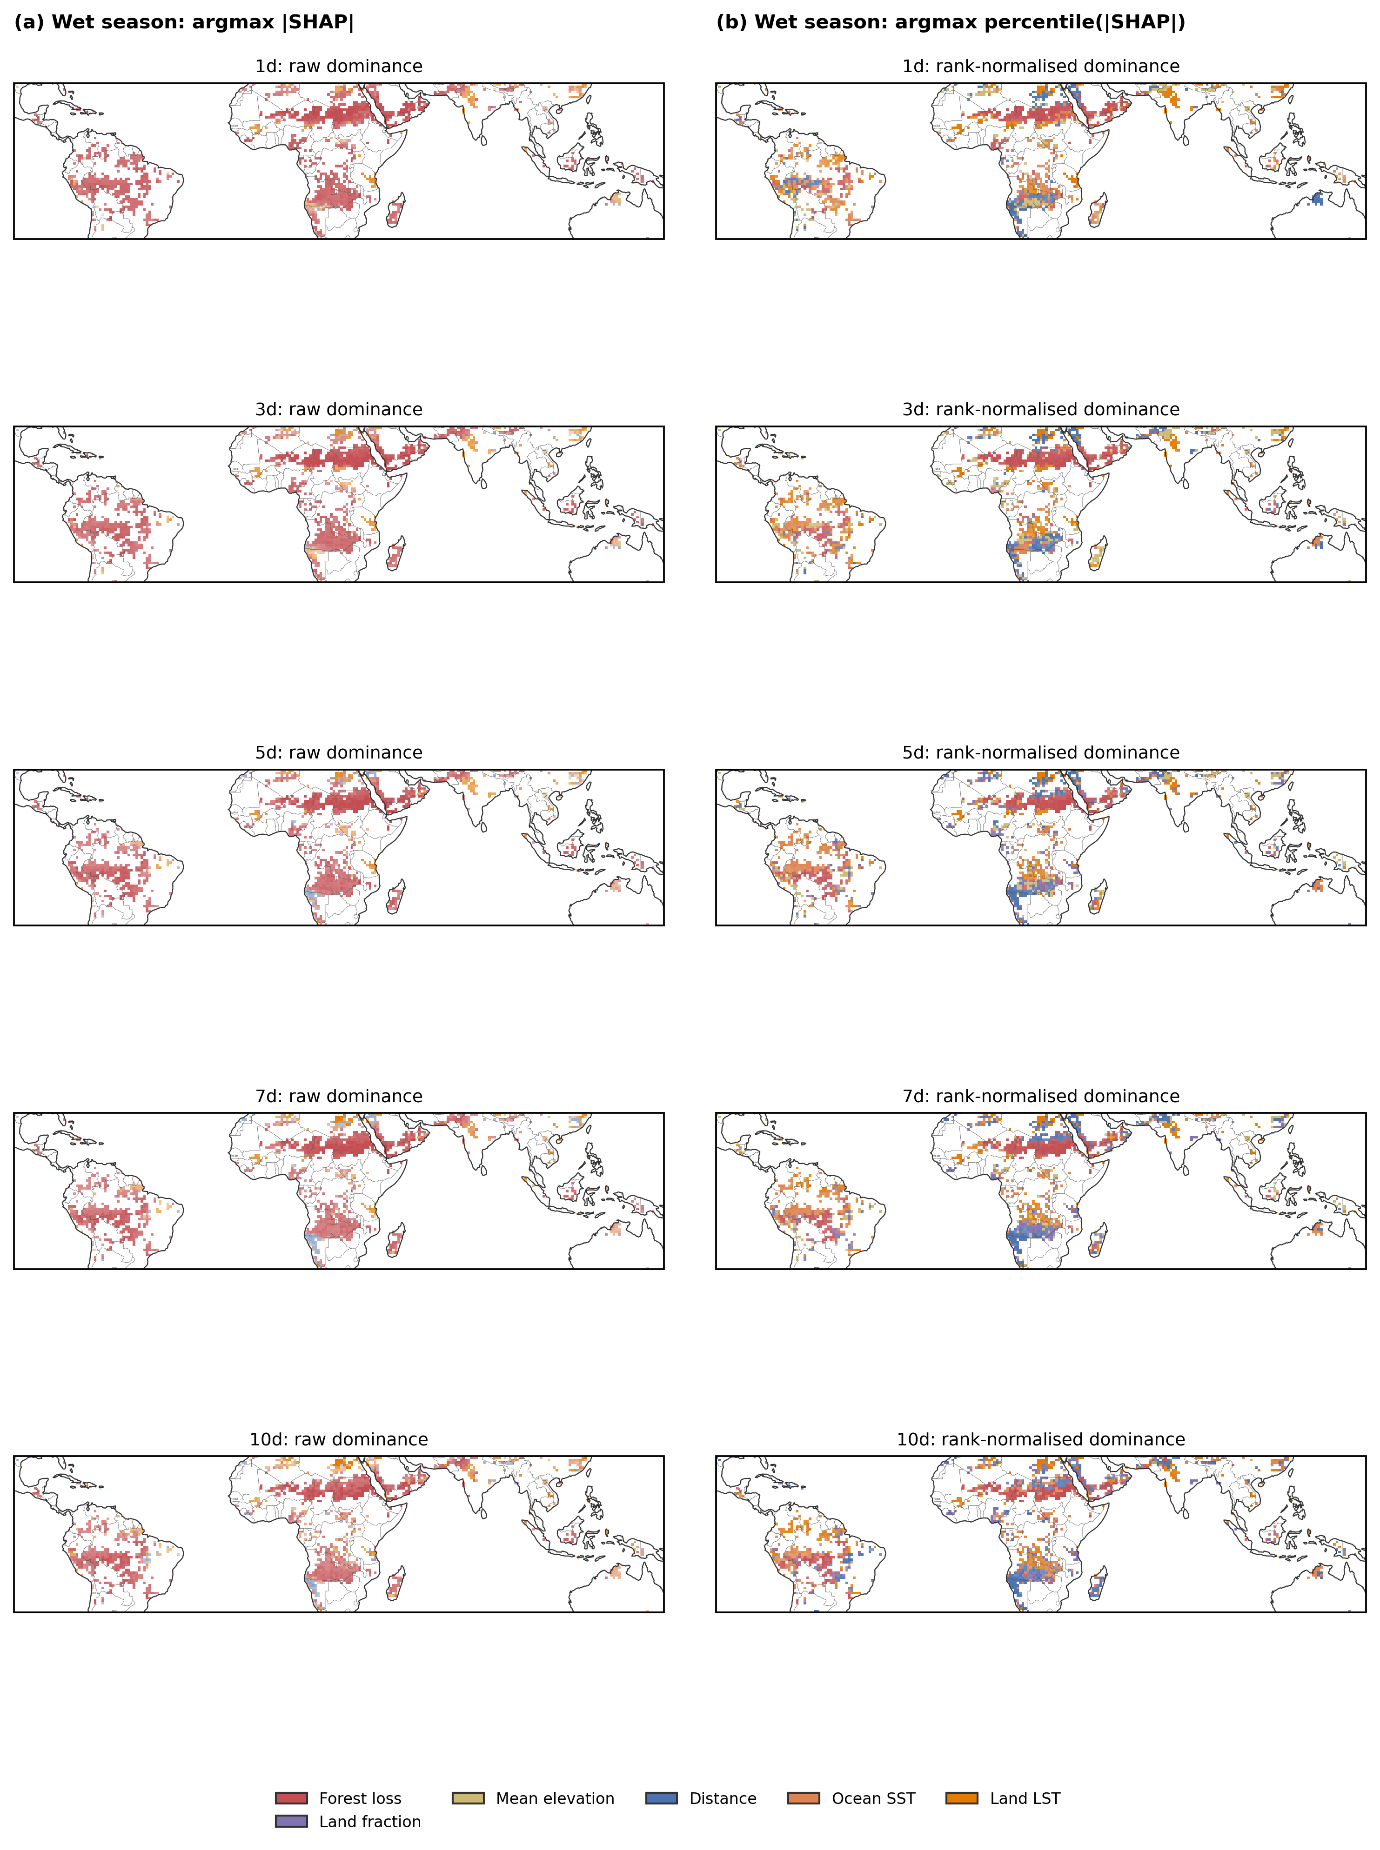 (a) Wet season: argmax |SHAP|
(b) Wet season: argmax percentile(|SHAP|)
1d: raw dominance
1d: rank-normalised dominance
3d: raw dominance
3d: rank-normalised dominance
5d: raw dominance
5d: rank-normalised dominance
7d: raw dominance
7d: rank-normalised dominance
10d: raw dominance
10d: rank-normalised dominance
Forest loss
Mean elevation
Distance
Ocean SST
Land LST
Land fraction